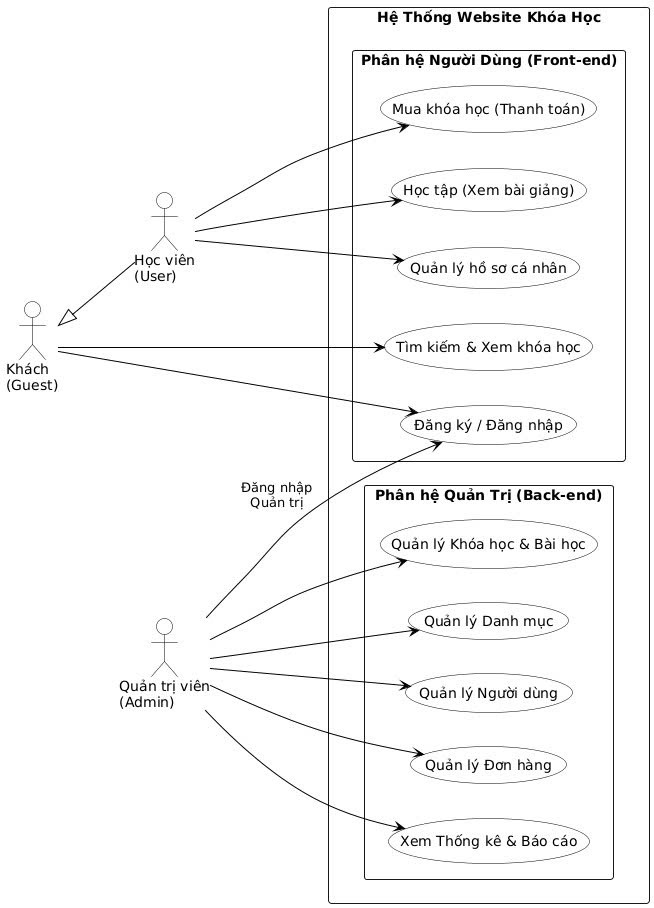 Hệ Thống Website Khóa Học
Phân hệ Người Dùng (Front-end)
Mua khóa học (Thanh toán)
Học tập (Xem bài giảng)
Học viên
(User)
Quản lý hồ sơ cá nhân
Khách
(Guest)
Tìm kiếm & Xem khóa học
Đăng ký / Đăng nhập
Đăng nhập
Quản trị
Phân hệ Quản Trị (Back-end)
Quản lý Khóa học & Bài học
Quản lý Danh mục
Quản trị viên
(Admin)
Quản lý Người dùng
Quản lý Đơn hàng
Xem Thống kê & Báo cáo